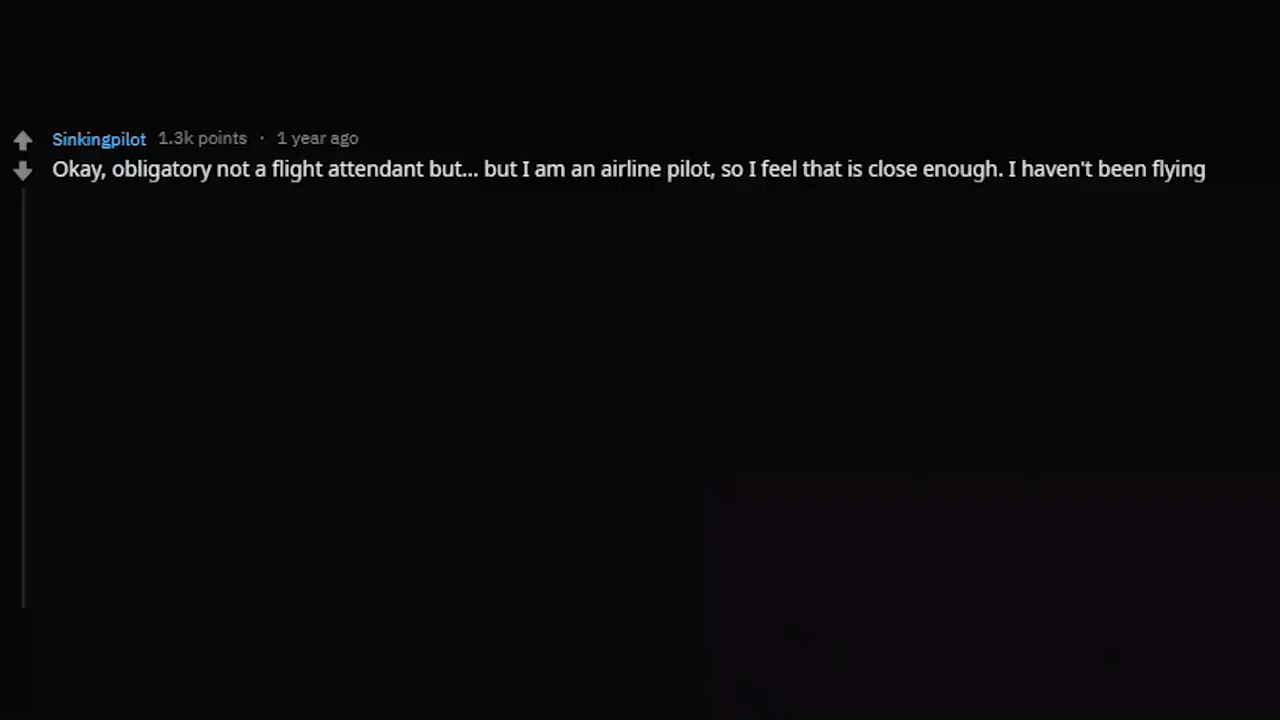 Sinkingpilot 1.3k points · 1 year ago
Okay, obligatory not a flight attendant but... but I am an airline pilot, so I feel that is close enough. I haven't been flying